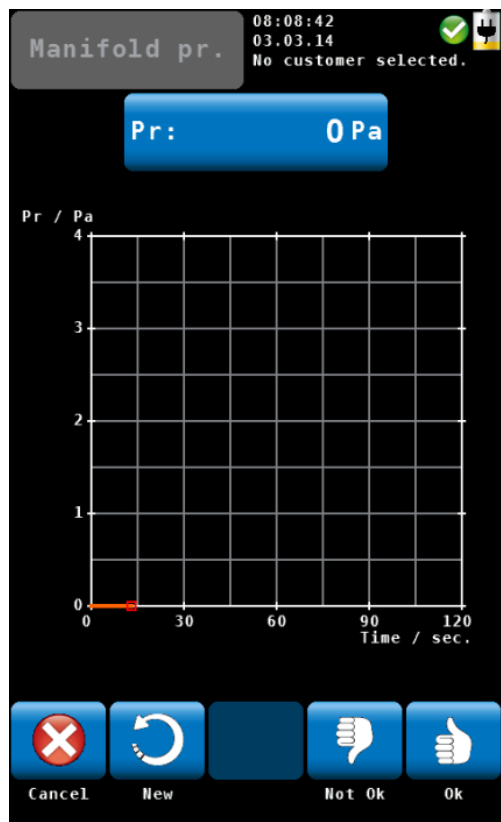 Manifold pr.
08:08:42
03.03.14
No customer selected.
Pr: 0 Pa
Pr / Pa
4
3
2
1
0
0 30 60 90 120
Time / sec.
Cancel New Not Ok Ok